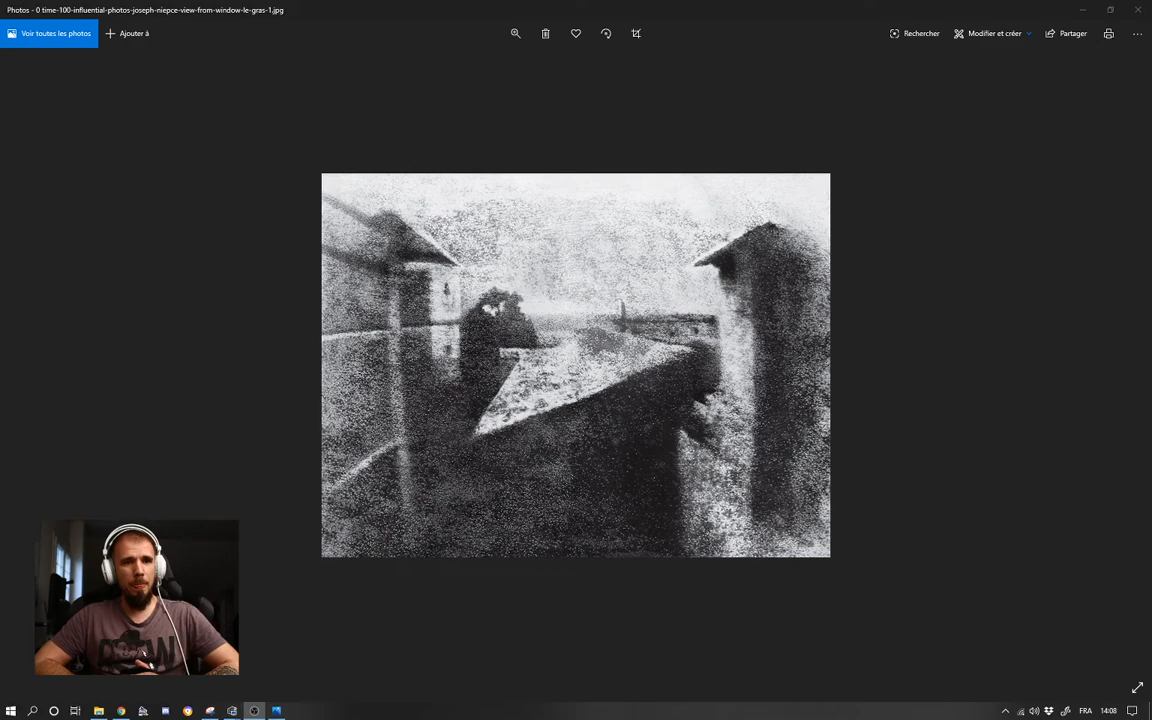 Photos - 0 time-100-influential-photos-joseph-niepce-view-from-window-le-gras-1.jpg
Voir toutes les photos
Ajouter à
Rechercher
Modifier et créer
Partager
FRA
14:08